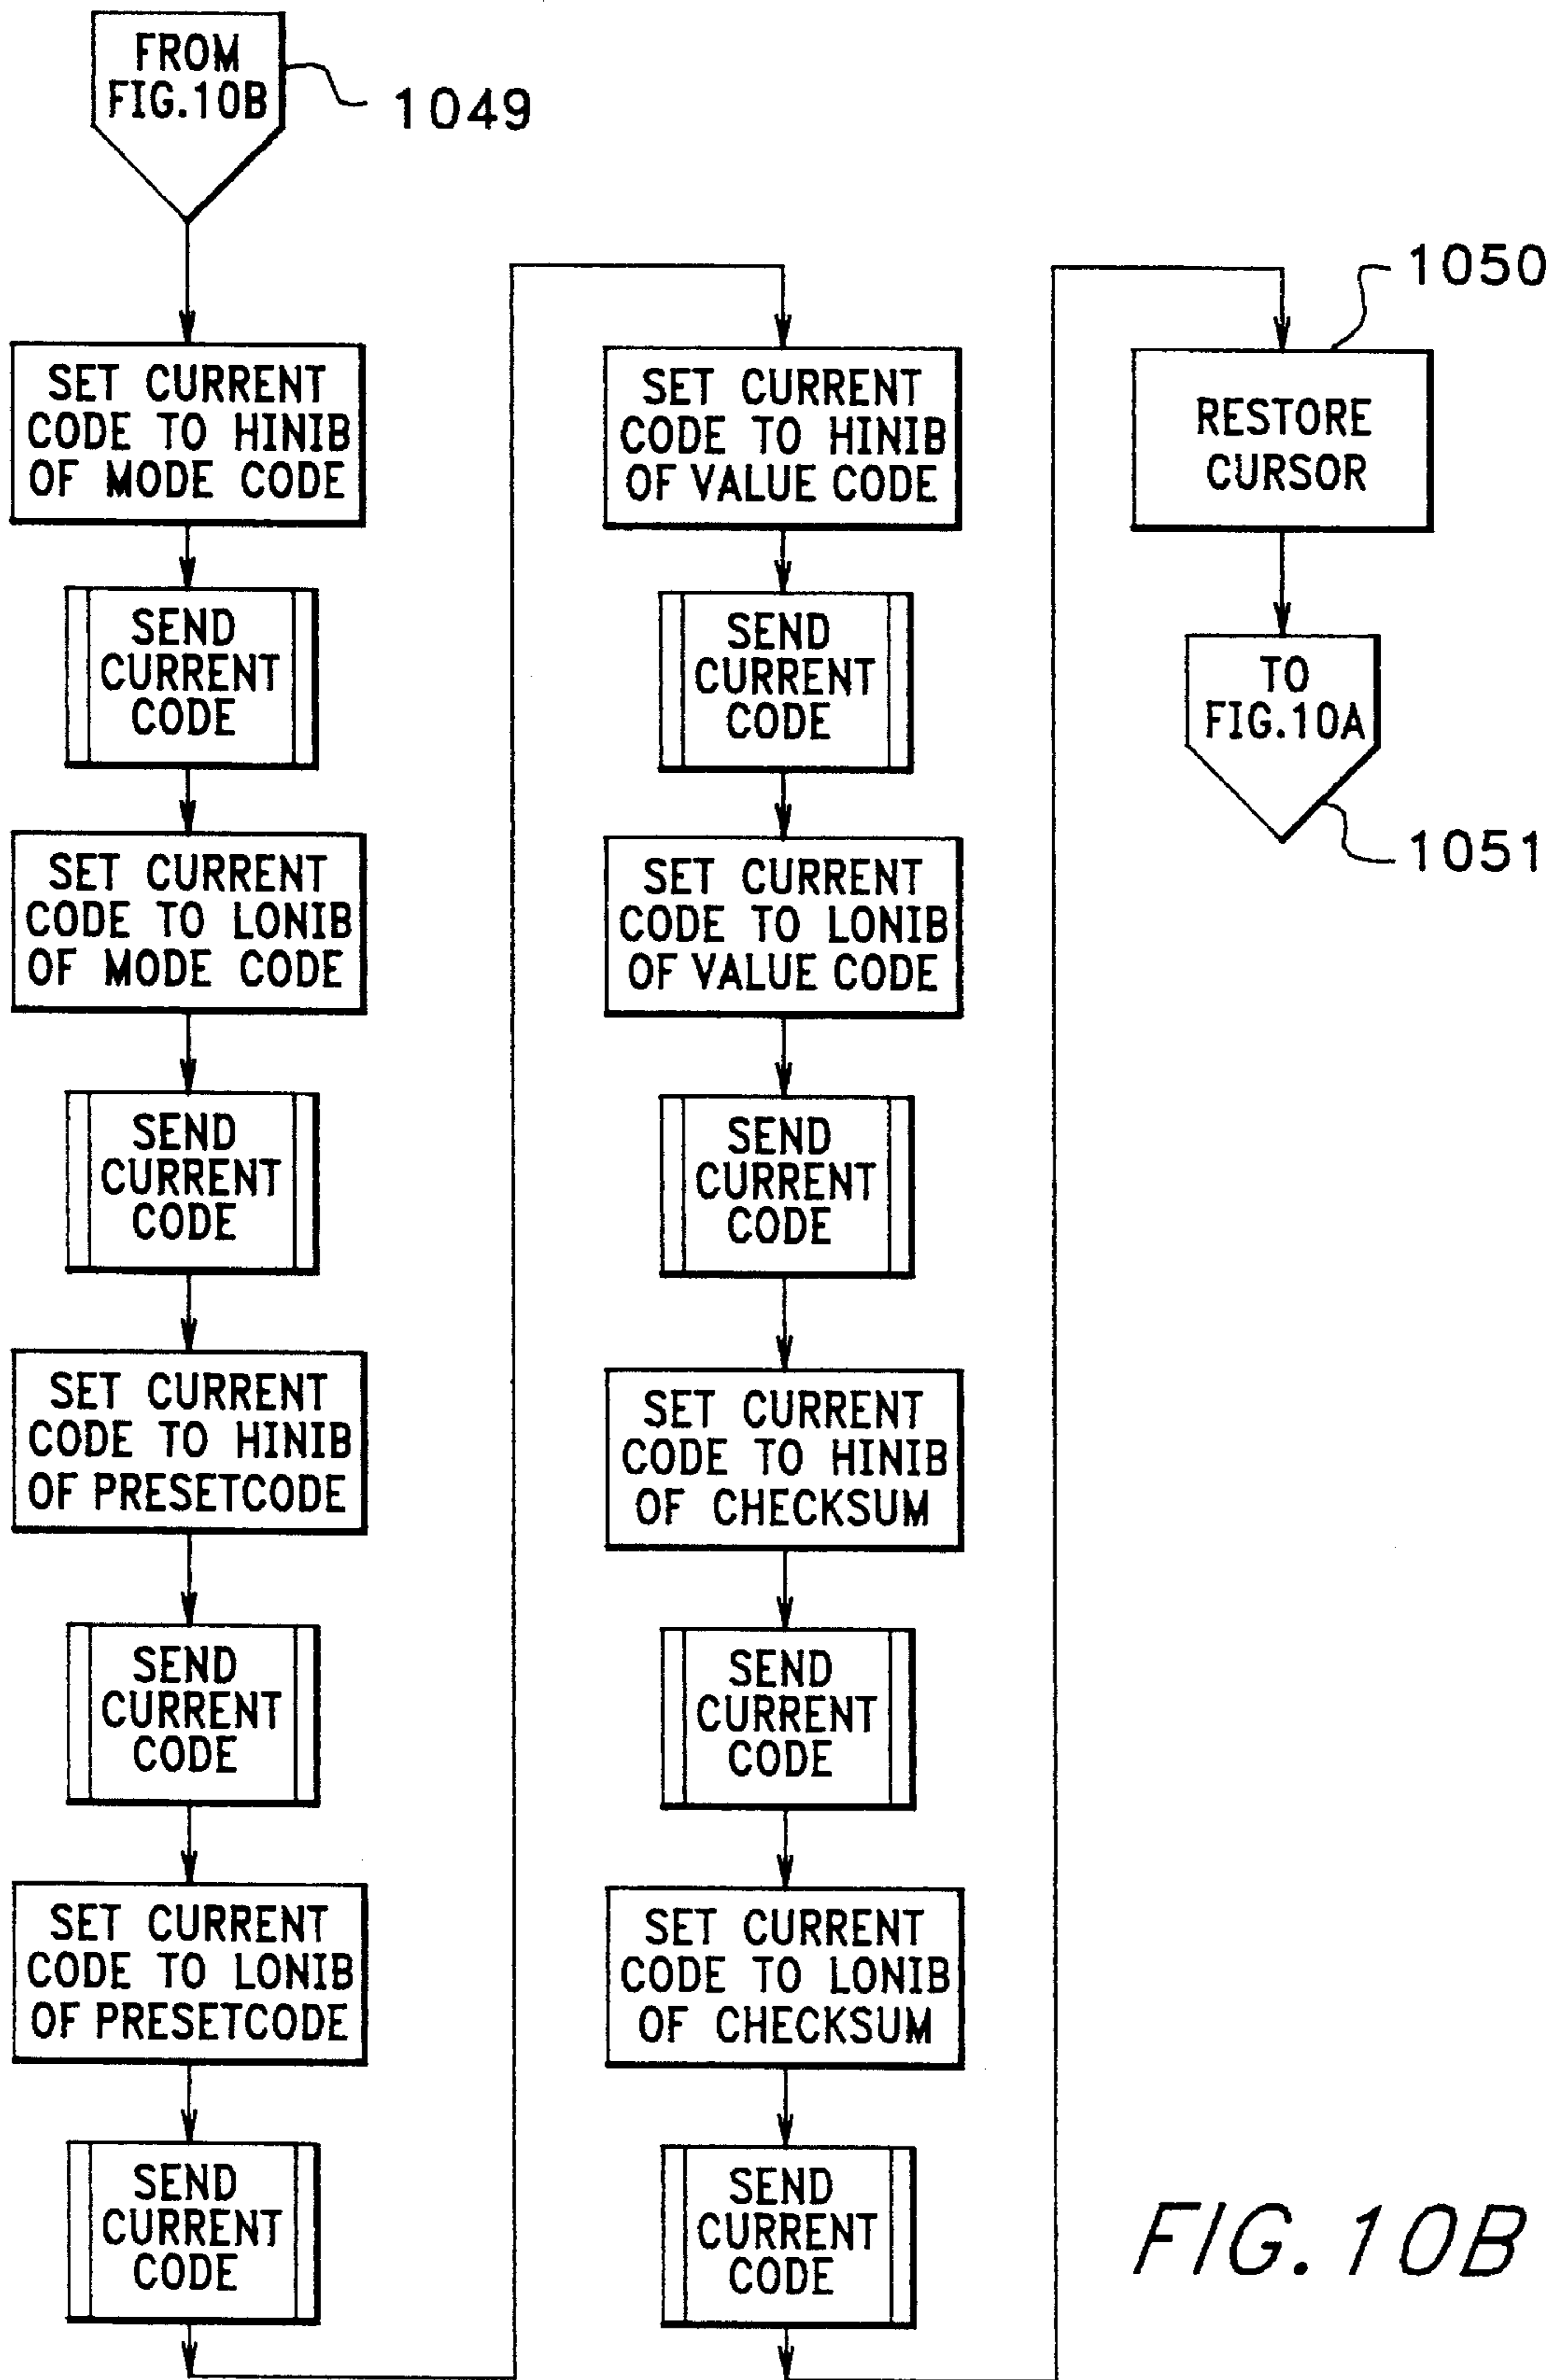 FROM
FIG.10B
1049
SET CURRENT
CODE TO HINIB
OF MODE CODE
SEND
CURRENT
CODE
SET CURRENT
CODE TO LONIB
OF MODE CODE
SEND
CURRENT
CODE
SET CURRENT
CODE TO HINIB
OF PRESETCODE
SEND
CURRENT
CODE
SET CURRENT
CODE TO LONIB
OF PRESETCODE
SEND
CURRENT
CODE
SET CURRENT
CODE TO HINIB
OF VALUE CODE
SEND
CURRENT
CODE
SET CURRENT
CODE TO LONIB
OF VALUE CODE
SEND
CURRENT
CODE
SET CURRENT
CODE TO HINIB
OF CHECKSUM
SEND
CURRENT
CODE
SET CURRENT
CODE TO LONIB
OF CHECKSUM
SEND
CURRENT
CODE
1050
RESTORE
CURSOR
TO
FIG.10A
1051
FIG. 10B